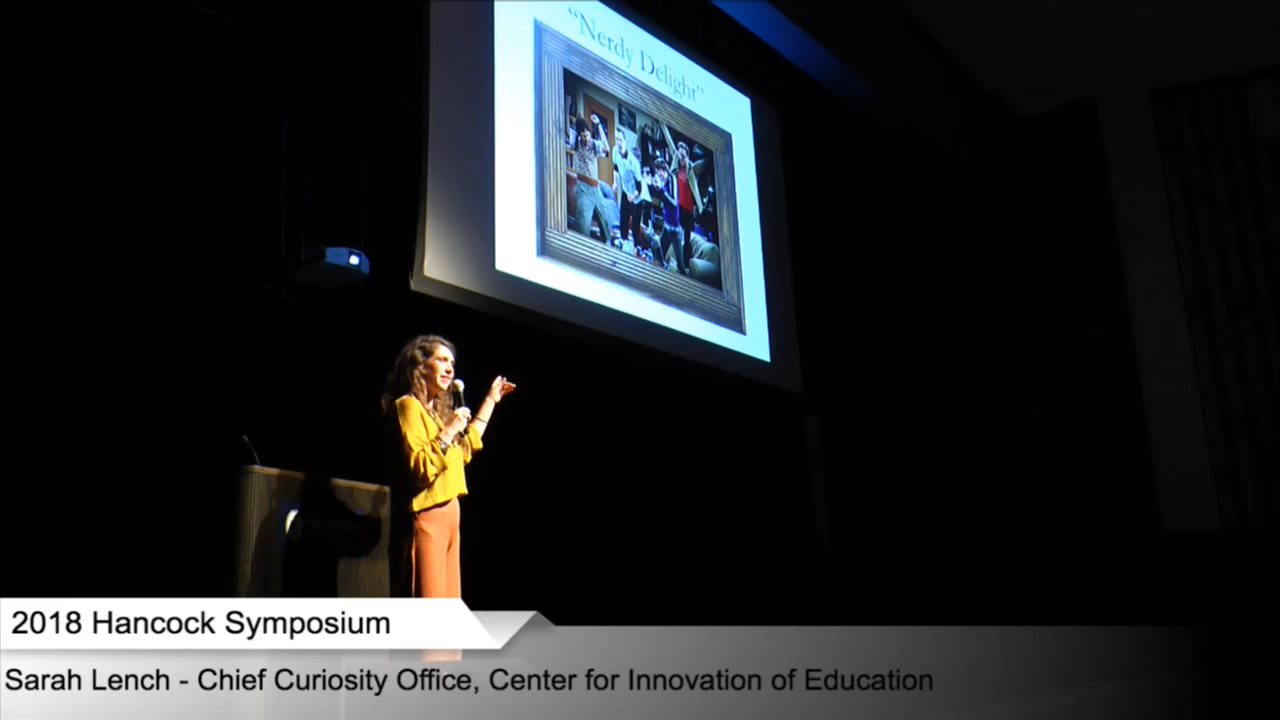 “Nerdy Delight”
2018 Hancock Symposium
Sarah Lench - Chief Curiosity Office, Center for Innovation of Education